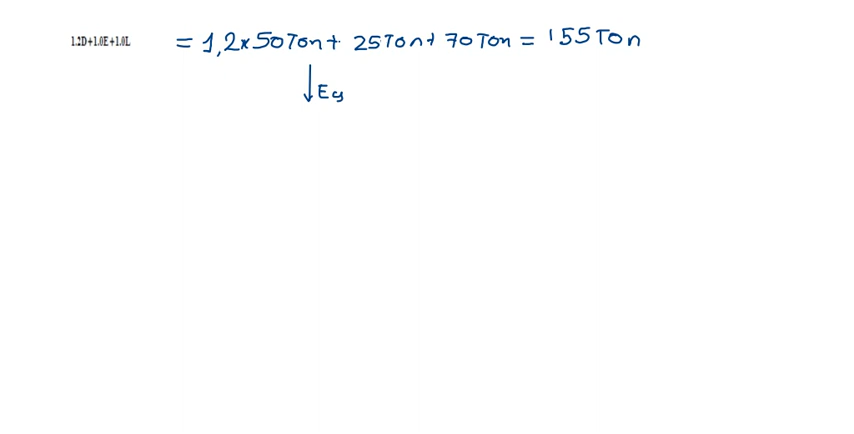 1.2D+1.0E+1.0L = 1,2x50Ton+ 25Ton+ 70Ton = 155Ton
↓Ey